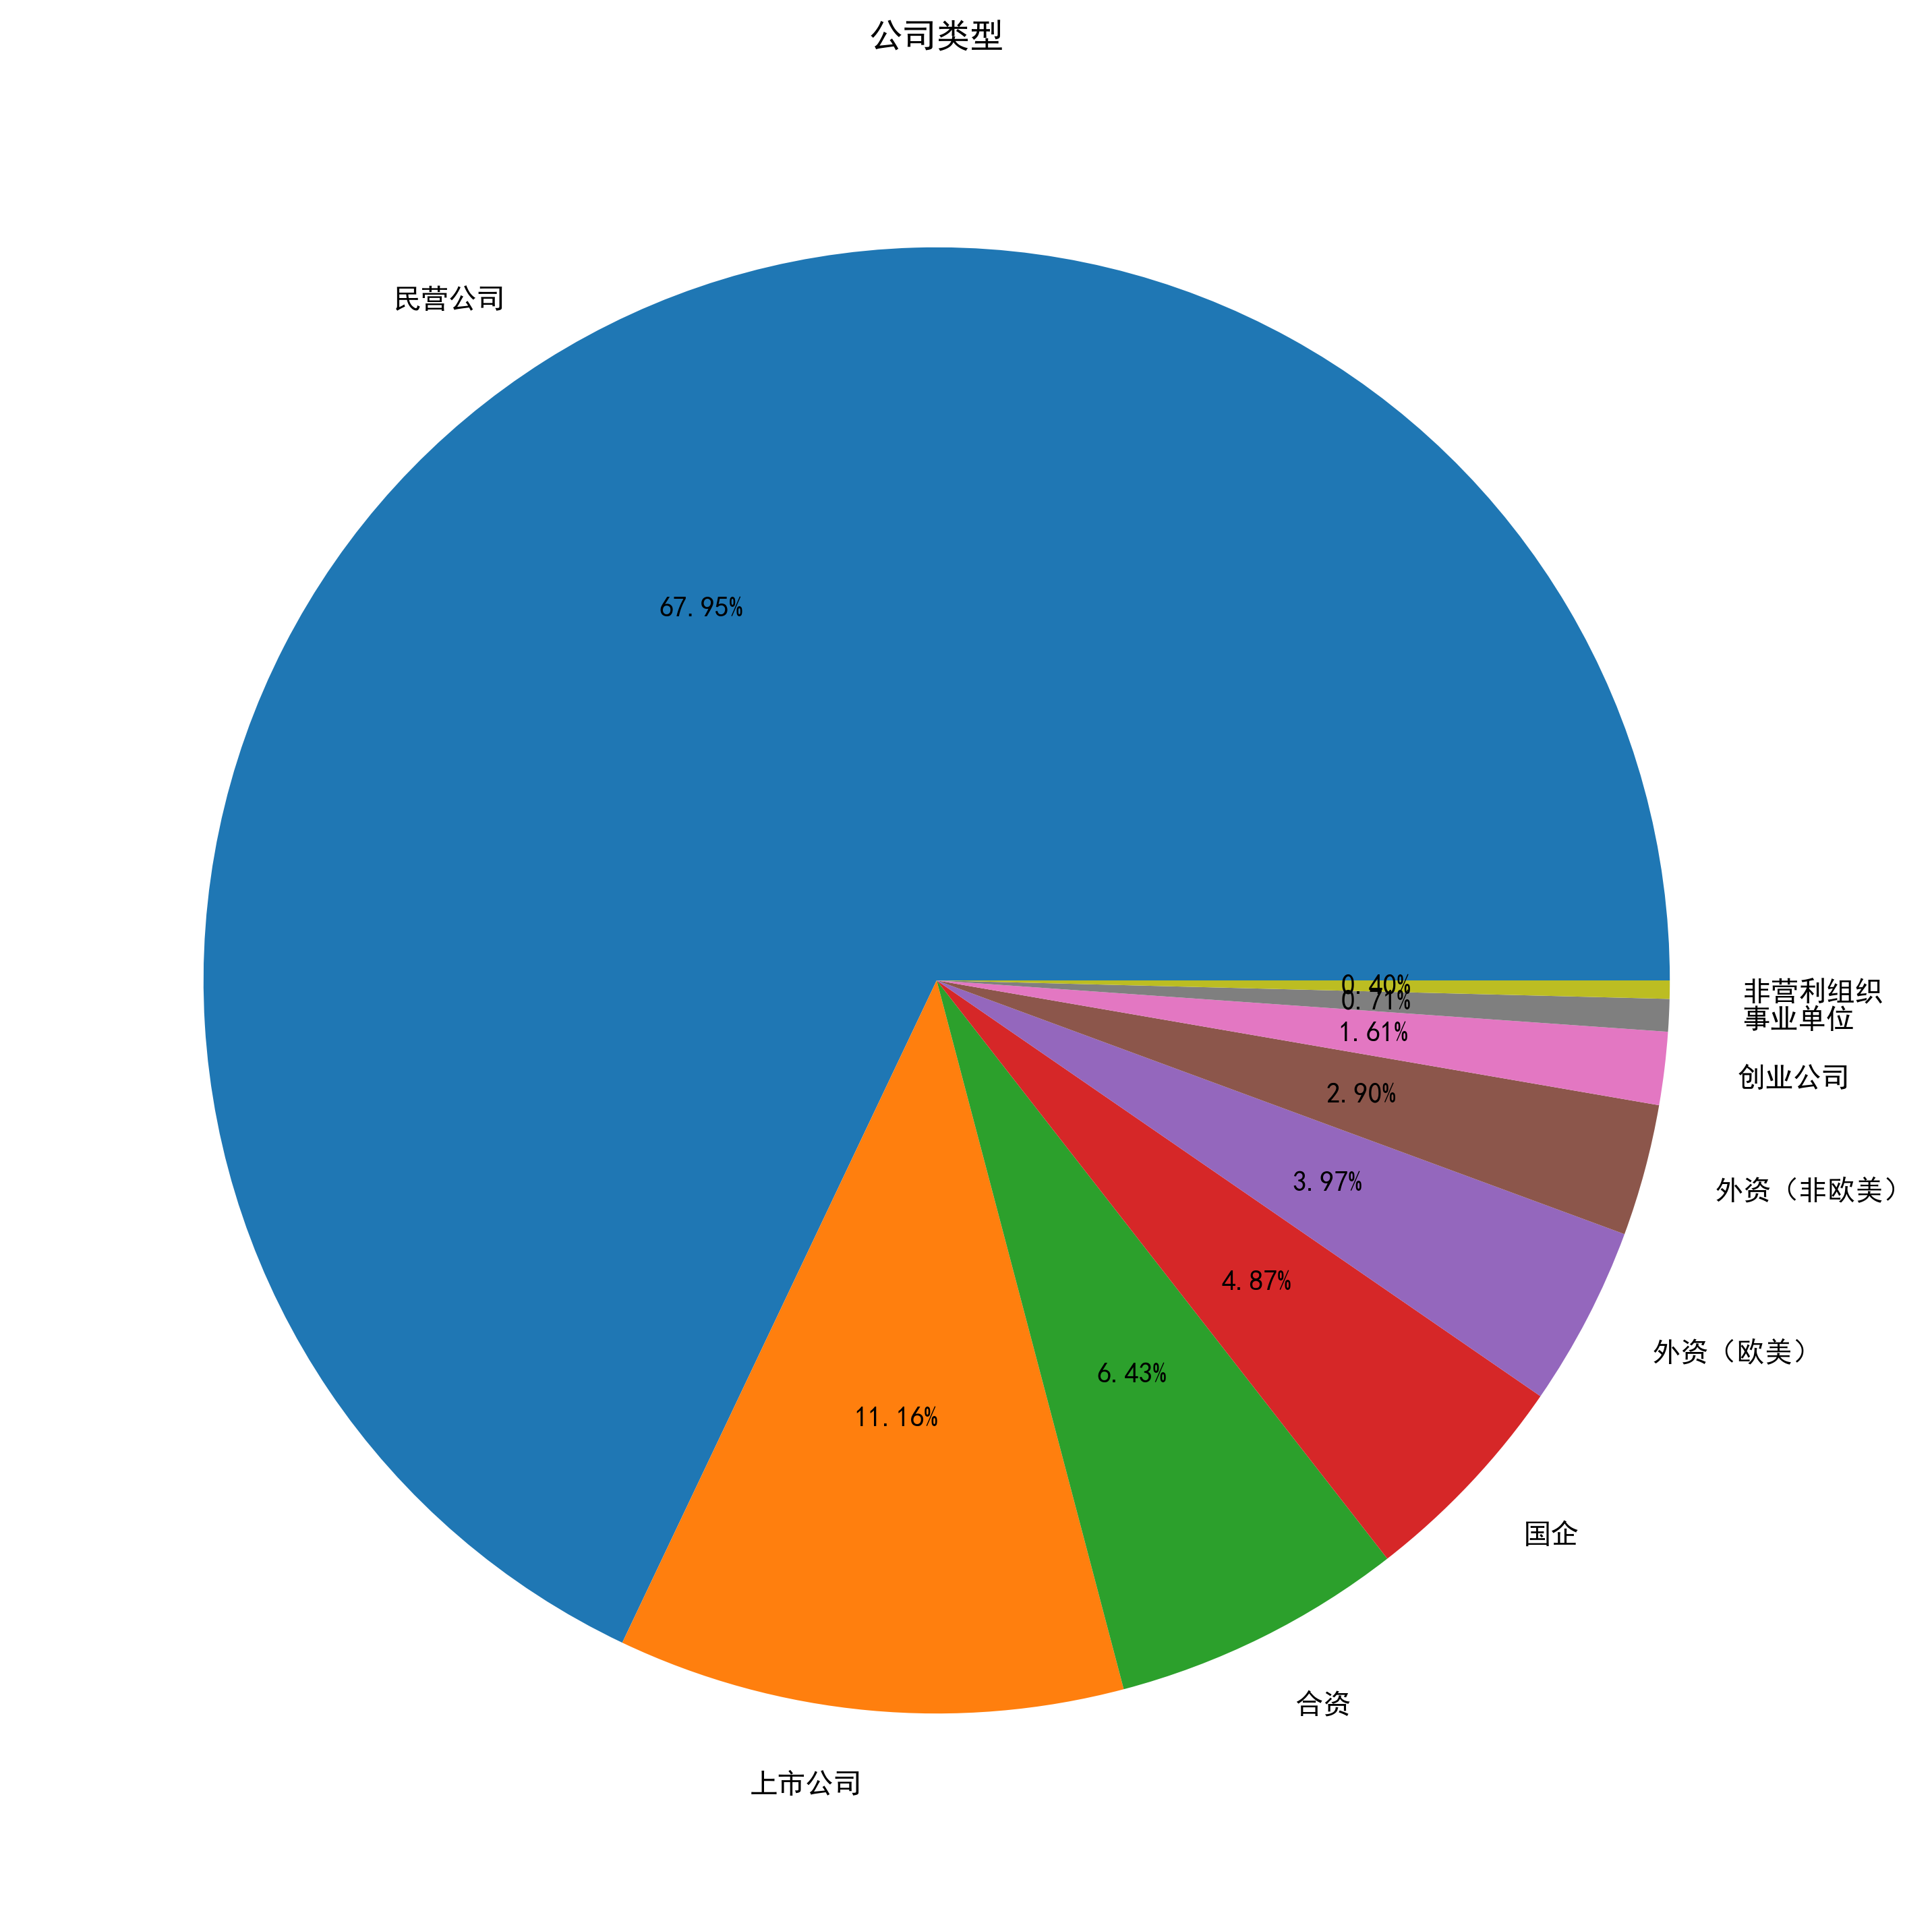 公司类型
民营公司
67.95%
0.40%
非营利组织
0.71%
事业单位
1.61%
创业公司
2.90%
外资（非欧美）
3.97%
外资（欧美）
4.87%
国企
6.43%
合资
11.16%
上市公司